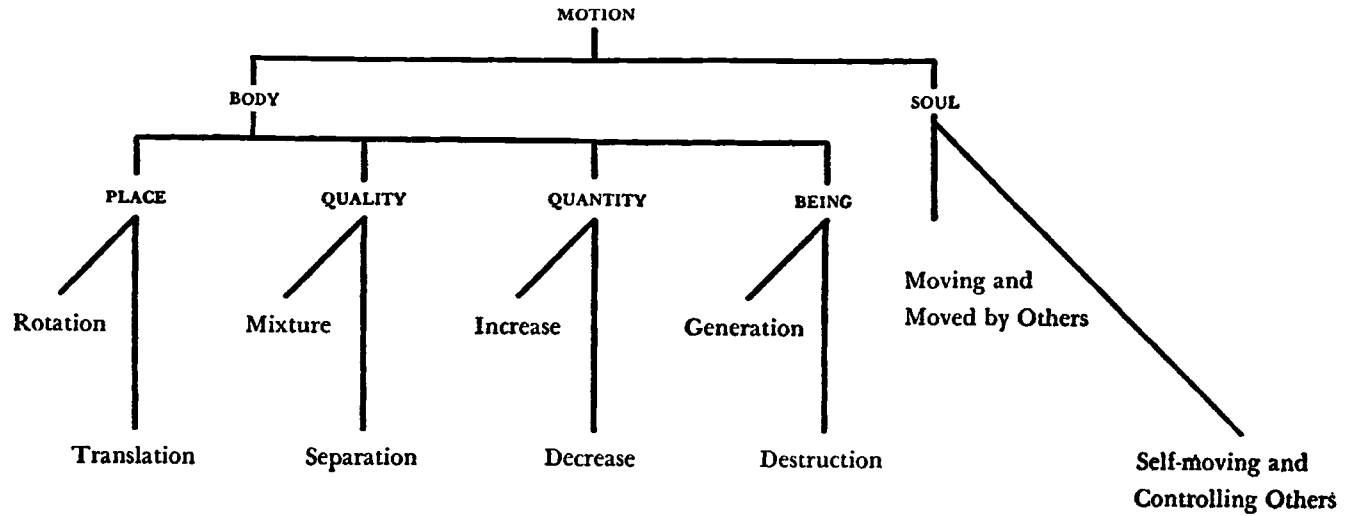 MOTION
BODY
SOUL
PLACE
QUALITY
QUANTITY
BEING
Moving and
Moved by Others
Rotation
Mixture
Increase
Generation
Translation
Separation
Decrease
Destruction
Self-moving and
Controlling Others